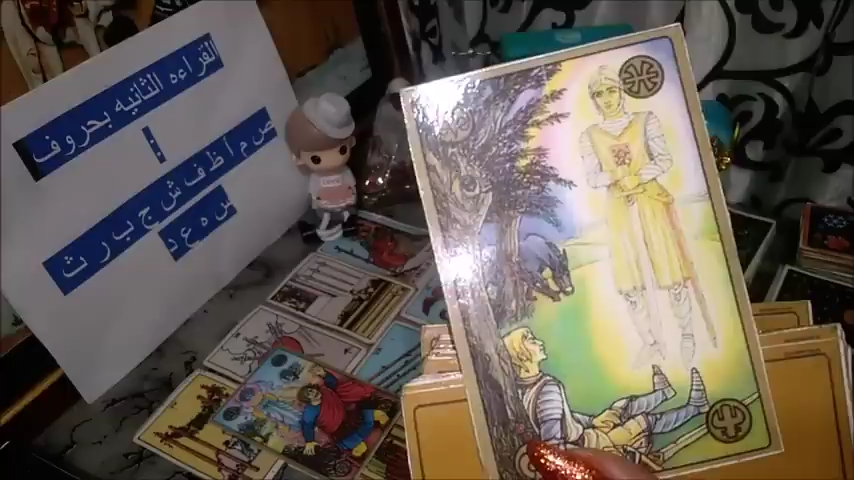 القراءه الثانيه بحروف
:
ص م أ ظ ف ش ج ب ر ث
س ه ع د